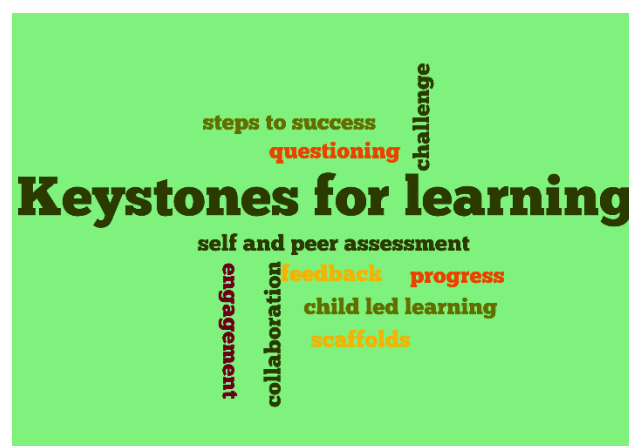 challenge
steps to success
questioning
Keystones for learning
self and peer assessment
engagement
collaboration
feedback
progress
child led learning
scaffolds